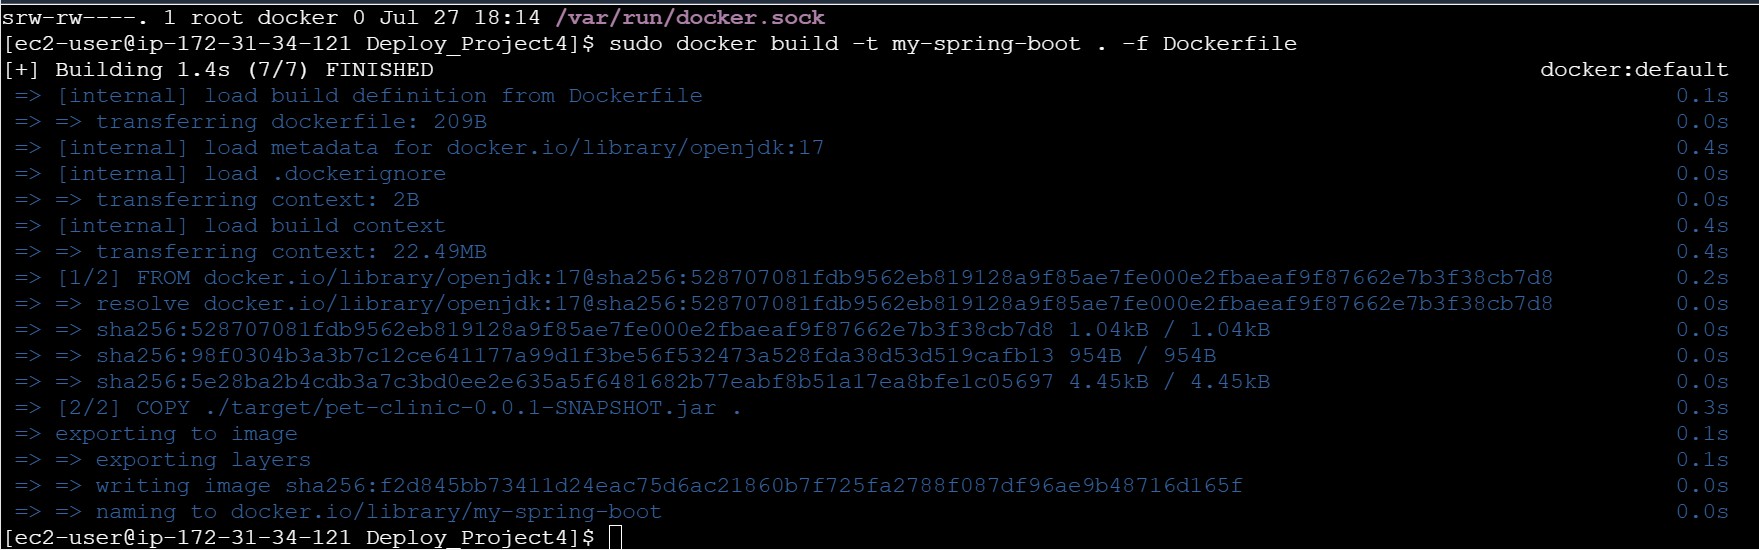 srw-rw----. 1 root docker 0 Jul 27 18:14 /var/run/docker.sock
[ec2-user@ip-172-31-34-121 Deploy_Project4]$ sudo docker build -t my-spring-boot . -f Dockerfile
[+] Building 1.4s (7/7) FINISHED docker:default
=> [internal] load build definition from Dockerfile 0.1s
=> => transferring dockerfile: 209B 0.0s
=> [internal] load metadata for docker.io/library/openjdk:17 0.4s
=> [internal] load .dockerignore 0.0s
=> => transferring context: 2B 0.0s
=> [internal] load build context 0.4s
=> => transferring context: 22.49MB 0.4s
=> [1/2] FROM docker.io/library/openjdk:17@sha256:528707081fdb9562eb819128a9f85ae7fe000e2fbaeaf9f87662e7b3f38cb7d8 0.2s
=> => resolve docker.io/library/openjdk:17@sha256:528707081fdb9562eb819128a9f85ae7fe000e2fbaeaf9f87662e7b3f38cb7d8 0.0s
=> => sha256:528707081fdb9562eb819128a9f85ae7fe000e2fbaeaf9f87662e7b3f38cb7d8 1.04kB / 1.04kB 0.0s
=> => sha256:98f0304b3a3b7c12ce641177a99d1f3be56f532473a528fda38d53d519cafb13 954B / 954B 0.0s
=> => sha256:5e28ba2b4cdb3a7c3bd0ee2e635a5f6481682b77eabf8b51a17ea8bfe1c05697 4.45kB / 4.45kB 0.0s
=> [2/2] COPY ./target/pet-clinic-0.0.1-SNAPSHOT.jar . 0.3s
=> exporting to image 0.1s
=> => exporting layers 0.1s
=> => writing image sha256:f2d845bb73411d24eac75d6ac21860b7f725fa2788f087df96ae9b48716d165f 0.0s
=> => naming to docker.io/library/my-spring-boot 0.0s
[ec2-user@ip-172-31-34-121 Deploy_Project4]$